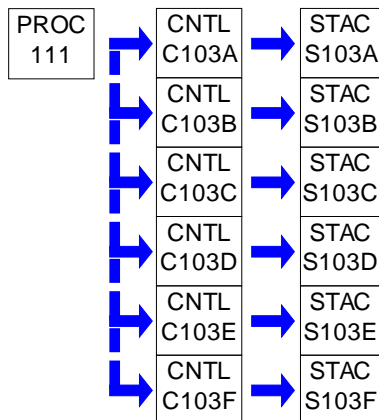 PROC
111
CNTL
C103A
STAC
S103A
CNTL
C103B
STAC
S103B
CNTL
C103C
STAC
S103C
CNTL
C103D
STAC
S103D
CNTL
C103E
STAC
S103E
CNTL
C103F
STAC
S103F